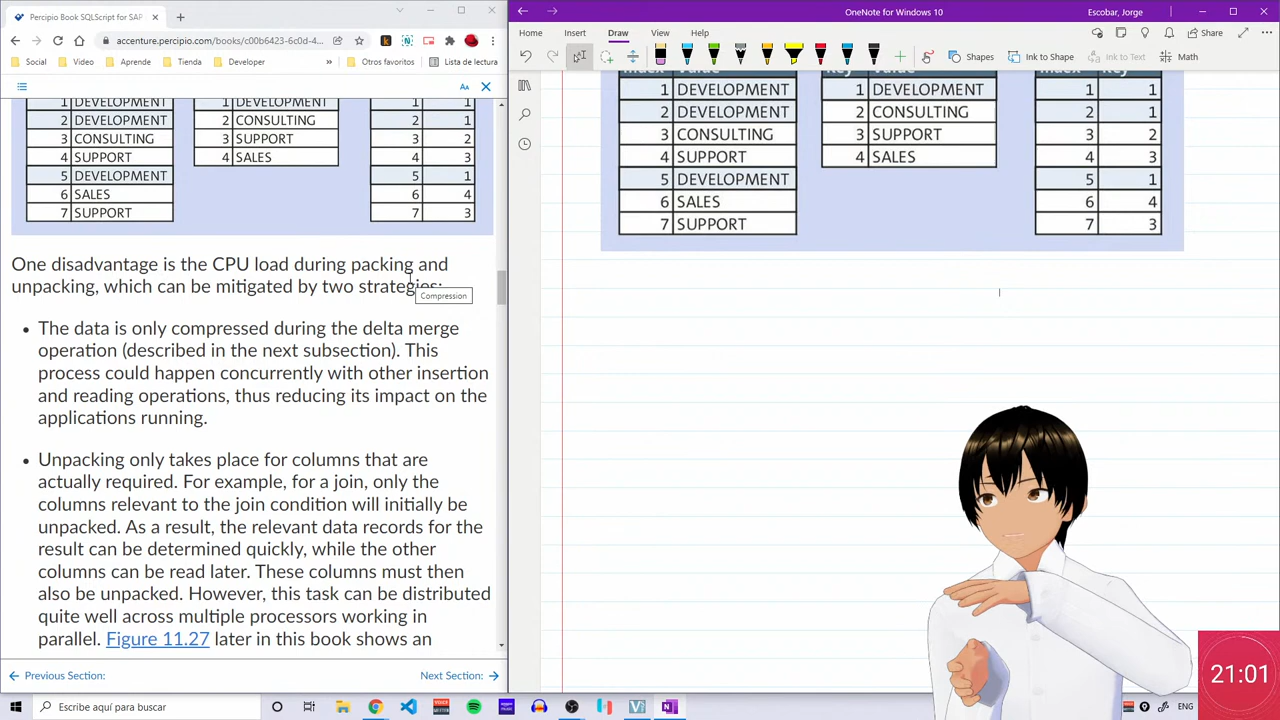 Percipio Book SQLScript for SAP
accenture.percipio.com/books/c00b6423-6c0d-4...
Social
Video
Aprende
Tienda
Developer
»
Otros favoritos
Lista de lectura
1 DEVELOPMENT
2 DEVELOPMENT
3 CONSULTING
4 SUPPORT
5 DEVELOPMENT
6 SALES
7 SUPPORT
1 DEVELOPMENT
2 CONSULTING
3 SUPPORT
4 SALES
1 1
2 1
3 2
4 3
5 1
6 4
7 3
One disadvantage is the CPU load during packing and
unpacking, which can be mitigated by two strategies:
Compression
• The data is only compressed during the delta merge
operation (described in the next subsection). This
process could happen concurrently with other insertion
and reading operations, thus reducing its impact on the
applications running.
• Unpacking only takes place for columns that are
actually required. For example, for a join, only the
columns relevant to the join condition will initially be
unpacked. As a result, the relevant data records for the
result can be determined quickly, while the other
columns can be read later. These columns must then
also be unpacked. However, this task can be distributed
quite well across multiple processors working in
parallel. Figure 11.27 later in this book shows an
Previous Section:
Next Section:
OneNote for Windows 10
Escobar, Jorge
Home
Insert
Draw
View
Help
Share
Shapes
Ink to Shape
Ink to Text
Math
Index Value
1 DEVELOPMENT
2 DEVELOPMENT
3 CONSULTING
4 SUPPORT
5 DEVELOPMENT
6 SALES
7 SUPPORT
Key Value
1 DEVELOPMENT
2 CONSULTING
3 SUPPORT
4 SALES
Index Key
1 1
2 1
3 2
4 3
5 1
6 4
7 3
21:01
Escribe aquí para buscar
ENG